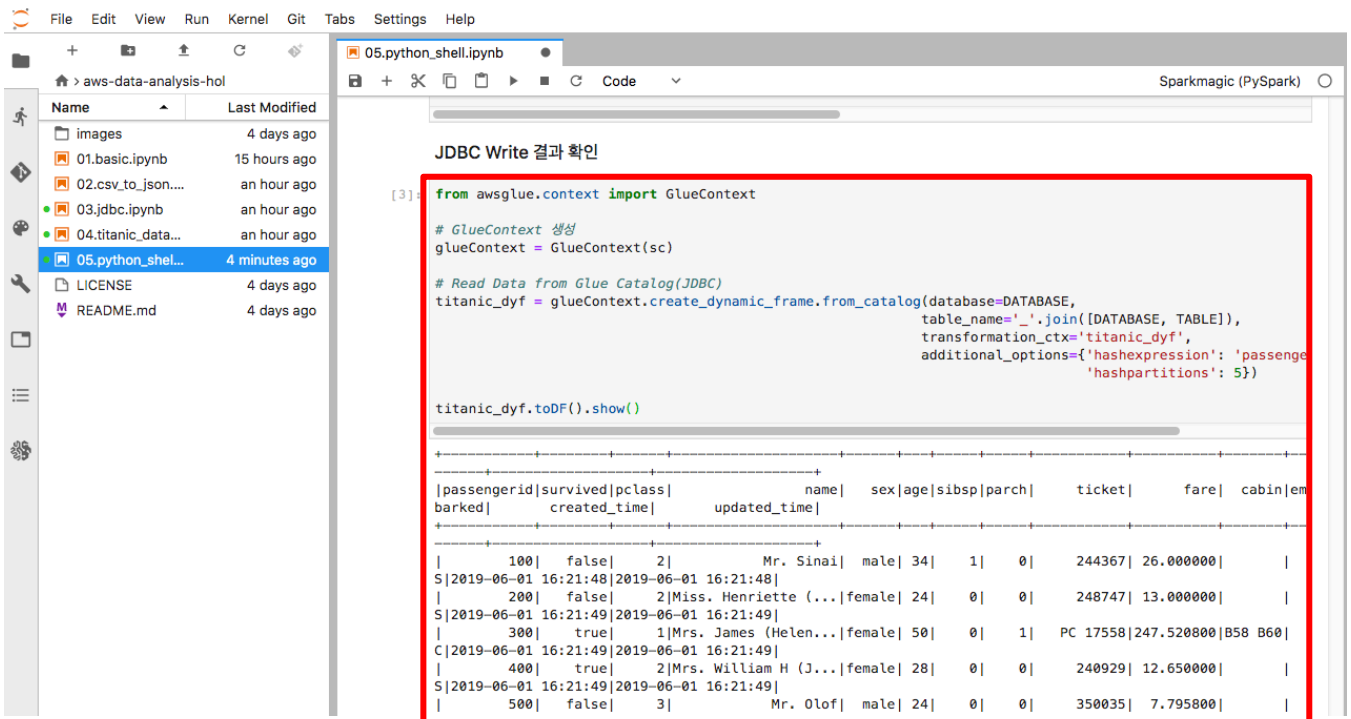 File Edit View Run Kernel Git Tabs Settings Help
05.python_shell.ipynb
> aws-data-analysis-hol
Code
Sparkmagic (PySpark)
Name Last Modified
images 4 days ago
01.basic.ipynb 15 hours ago
02.csv_to_json.... an hour ago
03.jdbc.ipynb an hour ago
04.titanic_data... an hour ago
05.python_shel... 4 minutes ago
LICENSE 4 days ago
README.md 4 days ago
JDBC Write 결과 확인
[3]:
from awsglue.context import GlueContext
# GlueContext 생성
glueContext = GlueContext(sc)
# Read Data from Glue Catalog(JDBC)
titanic_dyf = glueContext.create_dynamic_frame.from_catalog(database=DATABASE,
table_name='_'.join([DATABASE, TABLE]),
transformation_ctx='titanic_dyf',
additional_options={'hashexpression': 'passenge
'hashpartitions': 5})
titanic_dyf.toDF().show()
|passengerid|survived|pclass| name| sex|age|sibsp|parch| ticket| fare| cabin|em
barked| created_time| updated_time|
| 100| false| 2| Mr. Sinai| male| 34| 1| 0| 244367| 26.000000| |
S|2019-06-01 16:21:48|2019-06-01 16:21:48|
| 200| false| 2|Miss. Henriette (...|female| 24| 0| 0| 248747| 13.000000| |
S|2019-06-01 16:21:49|2019-06-01 16:21:49|
| 300| true| 1|Mrs. James (Helen...|female| 50| 0| 1| PC 17558|247.520800|B58 B60|
C|2019-06-01 16:21:49|2019-06-01 16:21:49|
| 400| true| 2|Mrs. William H (J...|female| 28| 0| 0| 240929| 12.650000| |
S|2019-06-01 16:21:49|2019-06-01 16:21:49|
| 500| false| 3| Mr. Olof| male| 24| 0| 0| 350035| 7.795800| |